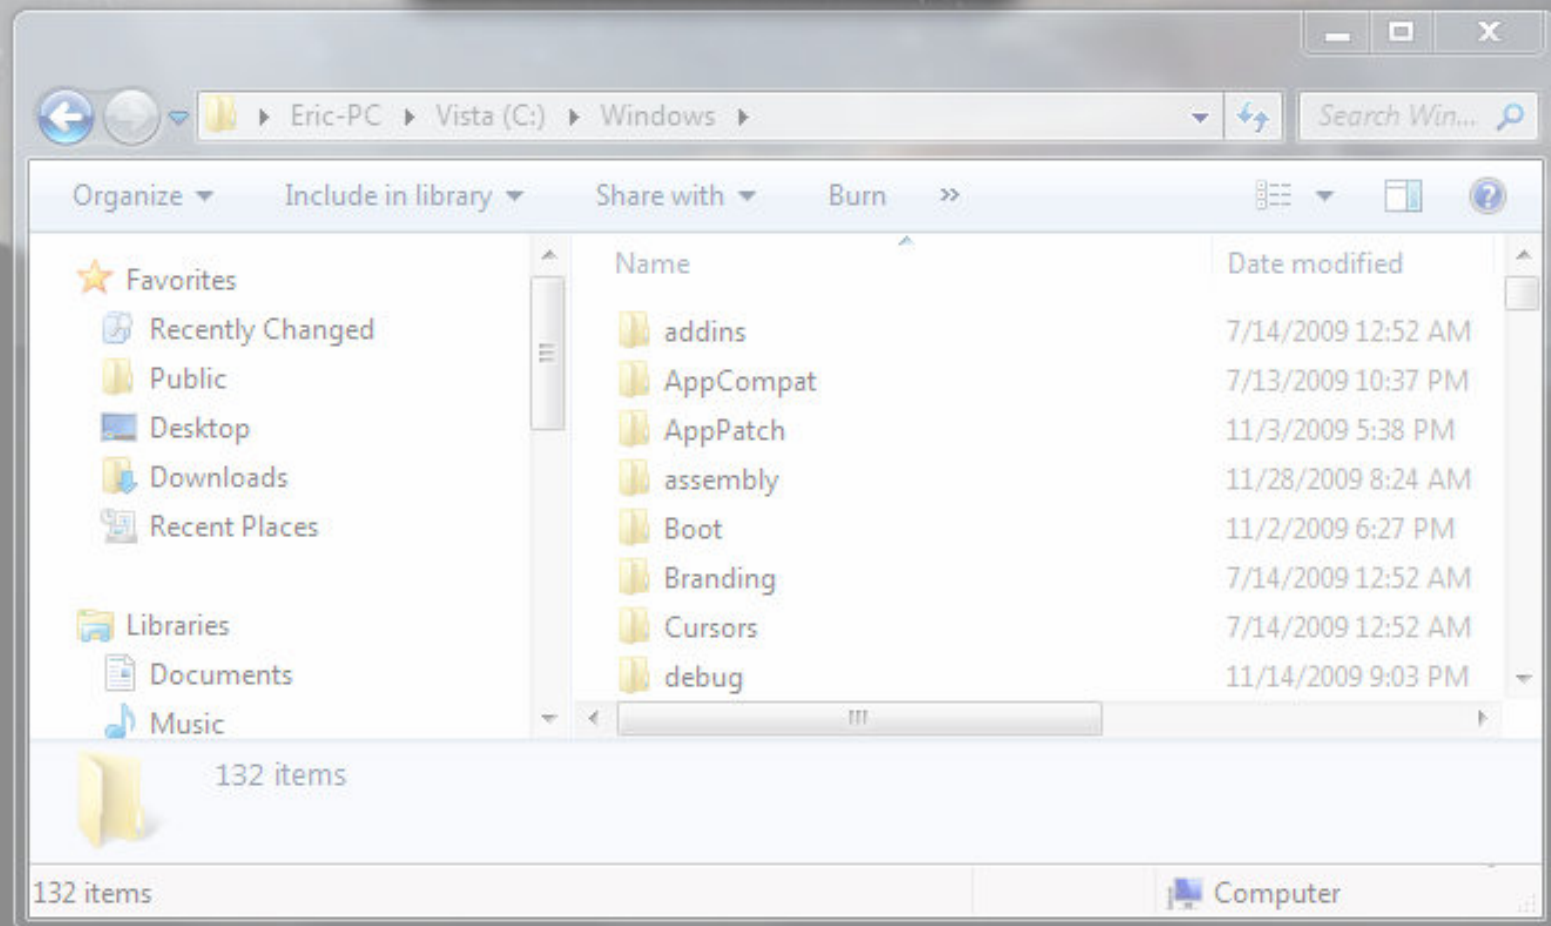 Eric-PC Vista (C:) Windows Search Win...
Organize Include in library Share with Burn »
Favorites
Recently Changed
Public
Desktop
Downloads
Recent Places
Libraries
Documents
Music
Name Date modified
addins 7/14/2009 12:52 AM
AppCompat 7/13/2009 10:37 PM
AppPatch 11/3/2009 5:38 PM
assembly 11/28/2009 8:24 AM
Boot 11/2/2009 6:27 PM
Branding 7/14/2009 12:52 AM
Cursors 7/14/2009 12:52 AM
debug 11/14/2009 9:03 PM
132 items
132 items Computer